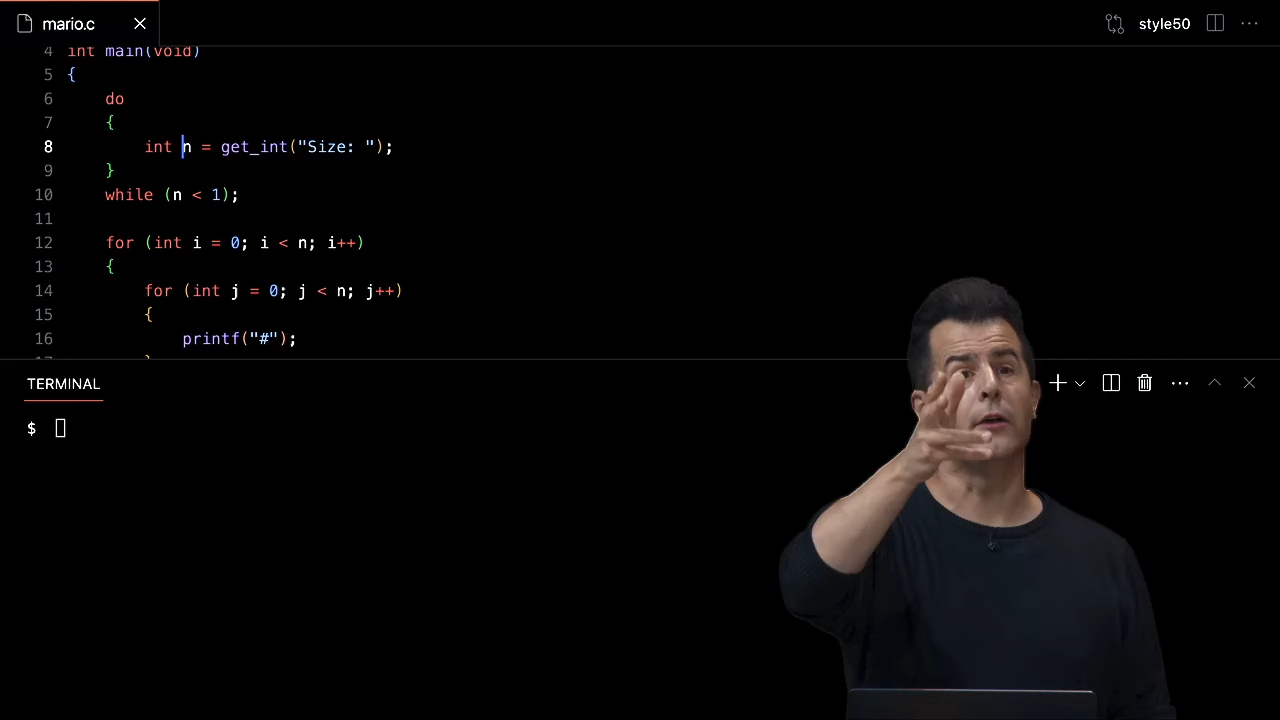 mario.c
style50
4 int main(void)
5 {
6 do
7 {
8 int n = get_int("Size: ");
9 }
10 while (n < 1);
11
12 for (int i = 0; i < n; i++)
13 {
14 for (int j = 0; j < n; j++)
15 {
16 printf("#");
17 }
TERMINAL
$